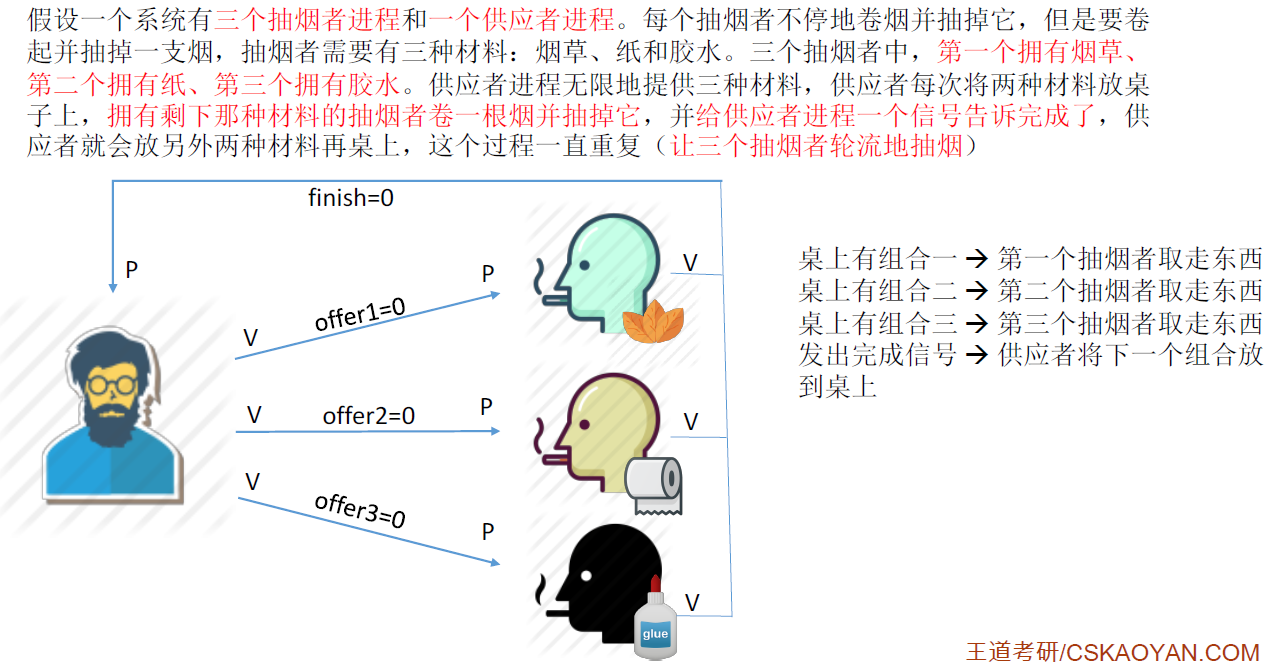 假设一个系统有三个抽烟者进程和一个供应者进程。每个抽烟者不停地卷烟并抽掉它，但是要卷
起并抽掉一支烟，抽烟者需要有三种材料：烟草、纸和胶水。三个抽烟者中，第一个拥有烟草、
第二个拥有纸、第三个拥有胶水。供应者进程无限地提供三种材料，供应者每次将两种材料放桌
子上，拥有剩下那种材料的抽烟者卷一根烟并抽掉它，并给供应者进程一个信号告诉完成了，供
应者就会放另外两种材料再桌上，这个过程一直重复（让三个抽烟者轮流地抽烟）
finish=0
P
V
offer1=0
P
V
V
offer2=0
P
V
V
offer3=0
P
V
glue
桌上有组合一 → 第一个抽烟者取走东西
桌上有组合二 → 第二个抽烟者取走东西
桌上有组合三 → 第三个抽烟者取走东西
发出完成信号 → 供应者将下一个组合放
到桌上
王道考研/CSKAOYAN.COM